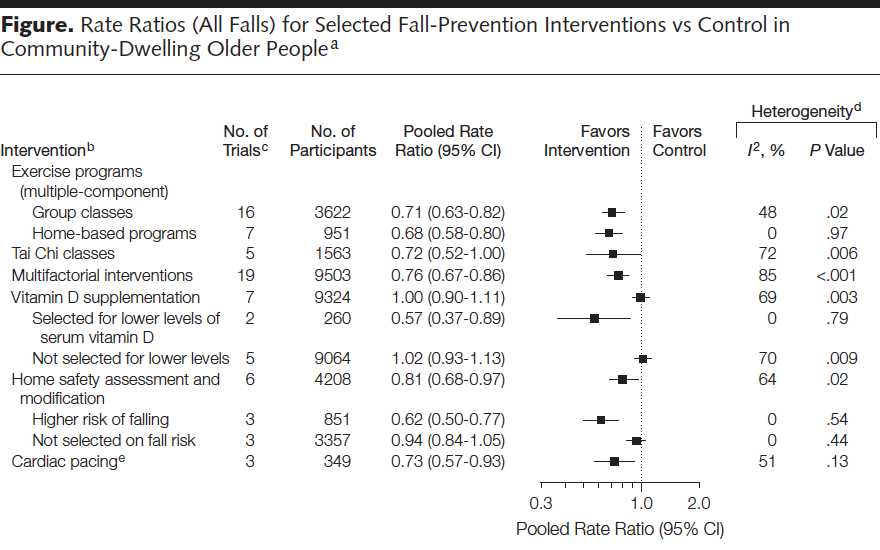 Figure. Rate Ratios (All Falls) for Selected Fall-Prevention Interventions vs Control in
Community-Dwelling Older People^a
Heterogeneity^d
No. of No. of Pooled Rate Favors Favors
Intervention^b Trials^c Participants Ratio (95% CI) Intervention Control I², % P Value
Exercise programs
(multiple-component)
Group classes 16 3622 0.71 (0.63-0.82) 48 .02
Home-based programs 7 951 0.68 (0.58-0.80) 0 .97
Tai Chi classes 5 1563 0.72 (0.52-1.00) 72 .006
Multifactorial interventions 19 9503 0.76 (0.67-0.86) 85 <.001
Vitamin D supplementation 7 9324 1.00 (0.90-1.11) 69 .003
Selected for lower levels of 2 260 0.57 (0.37-0.89) 0 .79
serum vitamin D
Not selected for lower levels 5 9064 1.02 (0.93-1.13) 70 .009
Home safety assessment and 6 4208 0.81 (0.68-0.97) 64 .02
modification
Higher risk of falling 3 851 0.62 (0.50-0.77) 0 .54
Not selected on fall risk 3 3357 0.94 (0.84-1.05) 0 .44
Cardiac pacing^e 3 349 0.73 (0.57-0.93) 51 .13
0.3 1.0 2.0
Pooled Rate Ratio (95% CI)